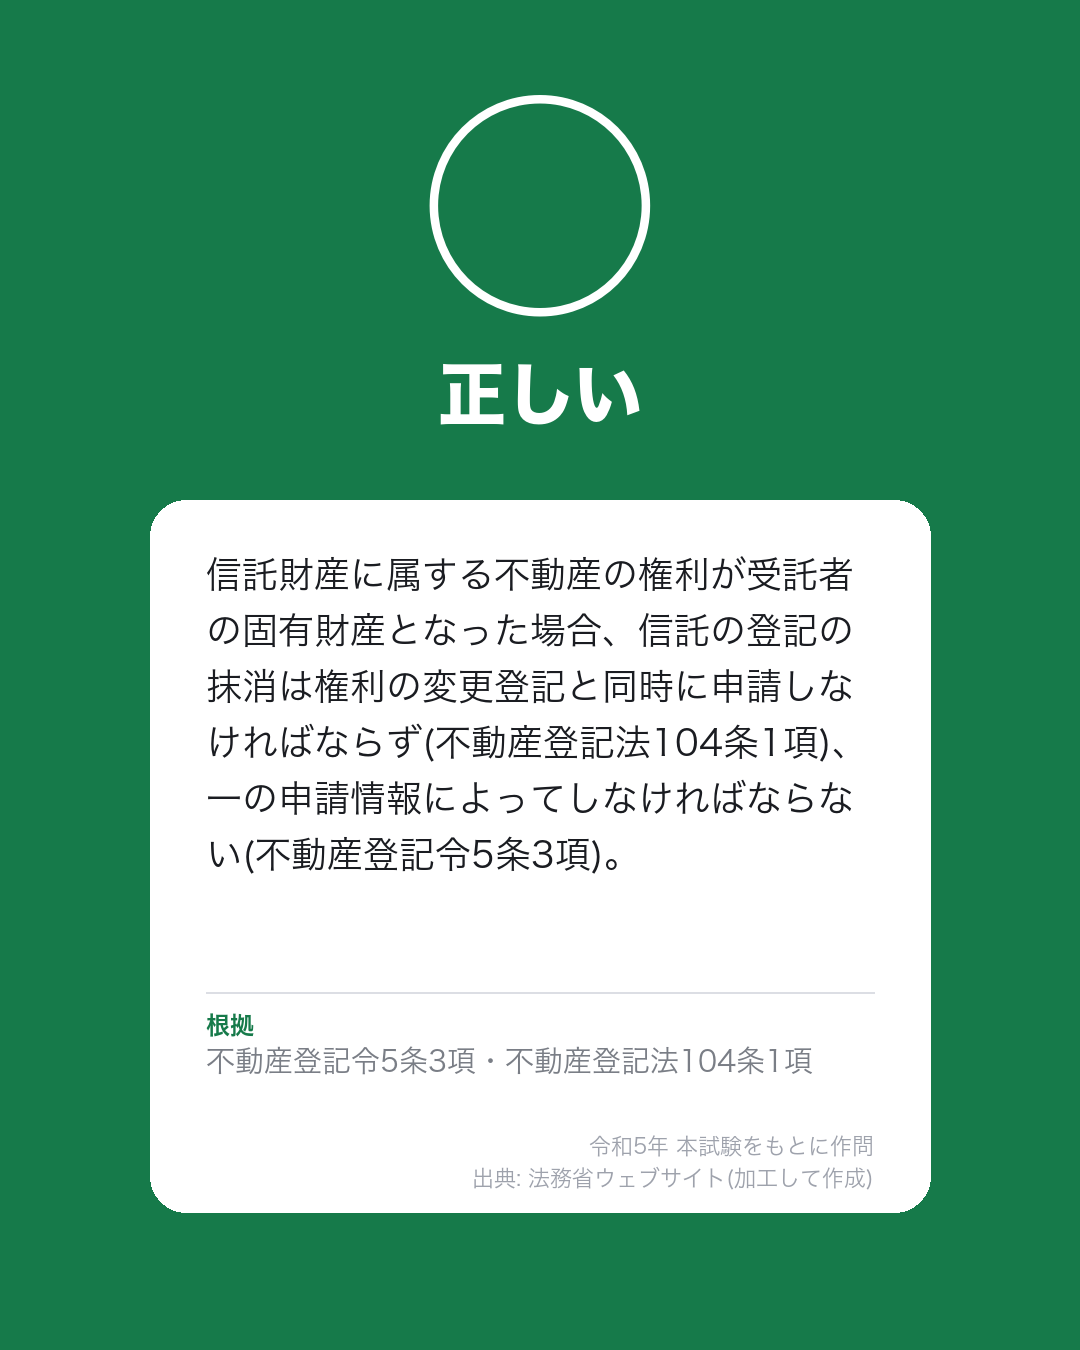 正しい
信託財産に属する不動産の権利が受託者
の固有財産となった場合、信託の登記の
抹消は権利の変更登記と同時に申請しな
ければならず(不動産登記法104条1項)、
一の申請情報によってしなければならな
い(不動産登記令5条3項)。
根拠
不動産登記令5条3項・不動産登記法104条1項
令和5年 本試験をもとに作問
出典: 法務省ウェブサイト(加工して作成)